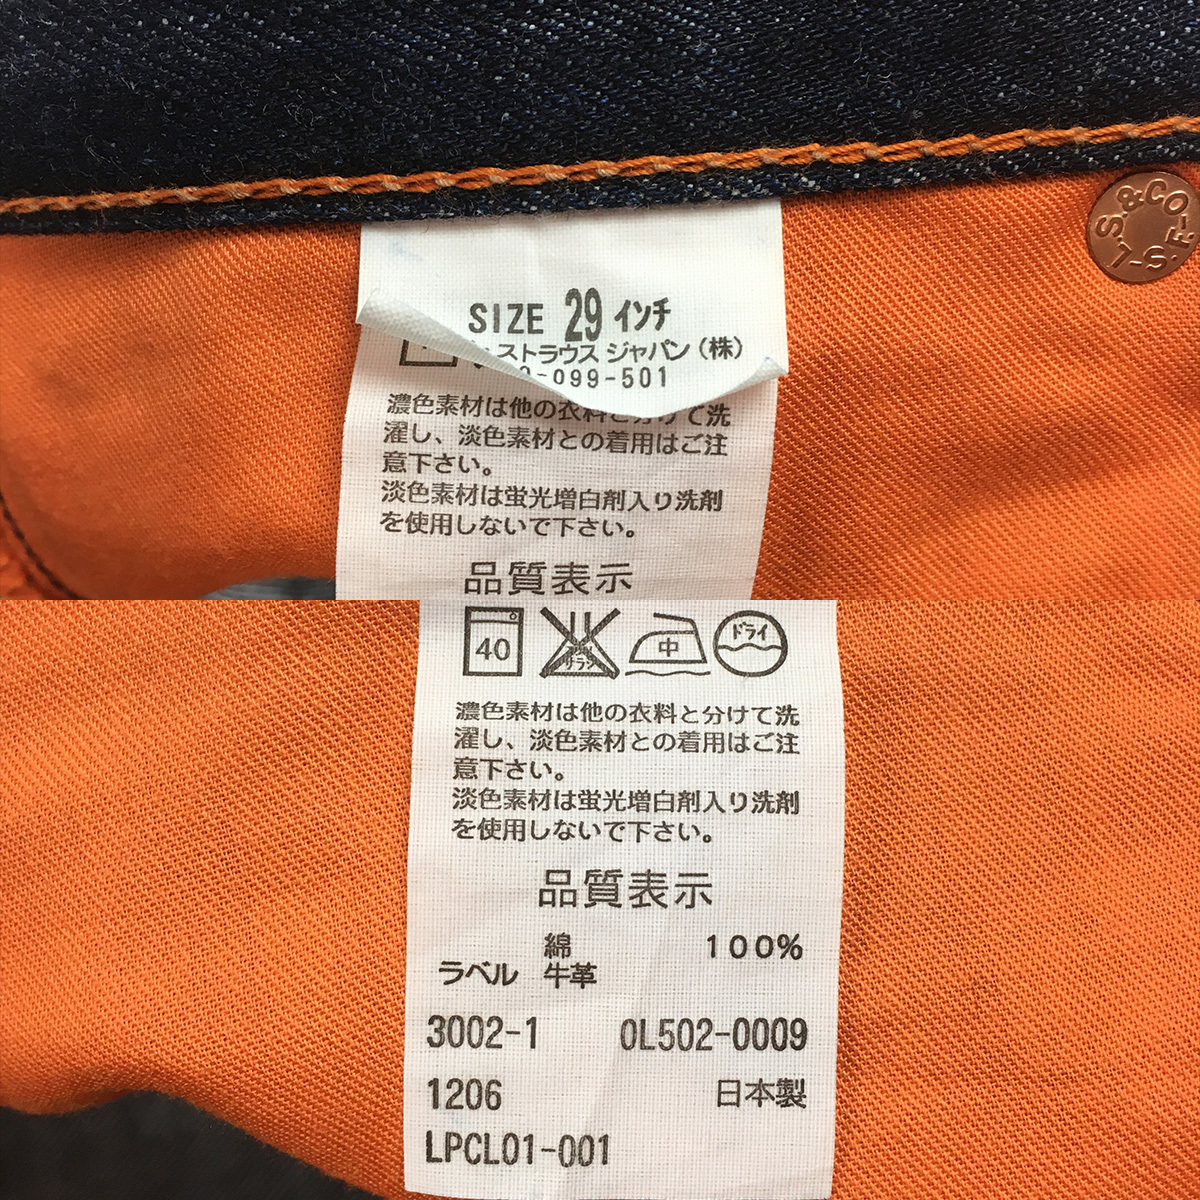 S.&CO.
L-S.F-
SIZE 29 インチ
ストラウス ジャパン(株)
-099-501
濃色素材は他の衣料と分けて洗
濯し、淡色素材との着用はご注
意下さい。
淡色素材は蛍光増白剤入り洗剤
を使用しないで下さい。
品質表示
40 中 ドライ
濃色素材は他の衣料と分けて洗
濯し、淡色素材との着用はご注
意下さい。
淡色素材は蛍光増白剤入り洗剤
を使用しないで下さい。
品質表示
綿 100%
ラベル 牛革
3002-1 0L502-0009
1206 日本製
LPCL01-001